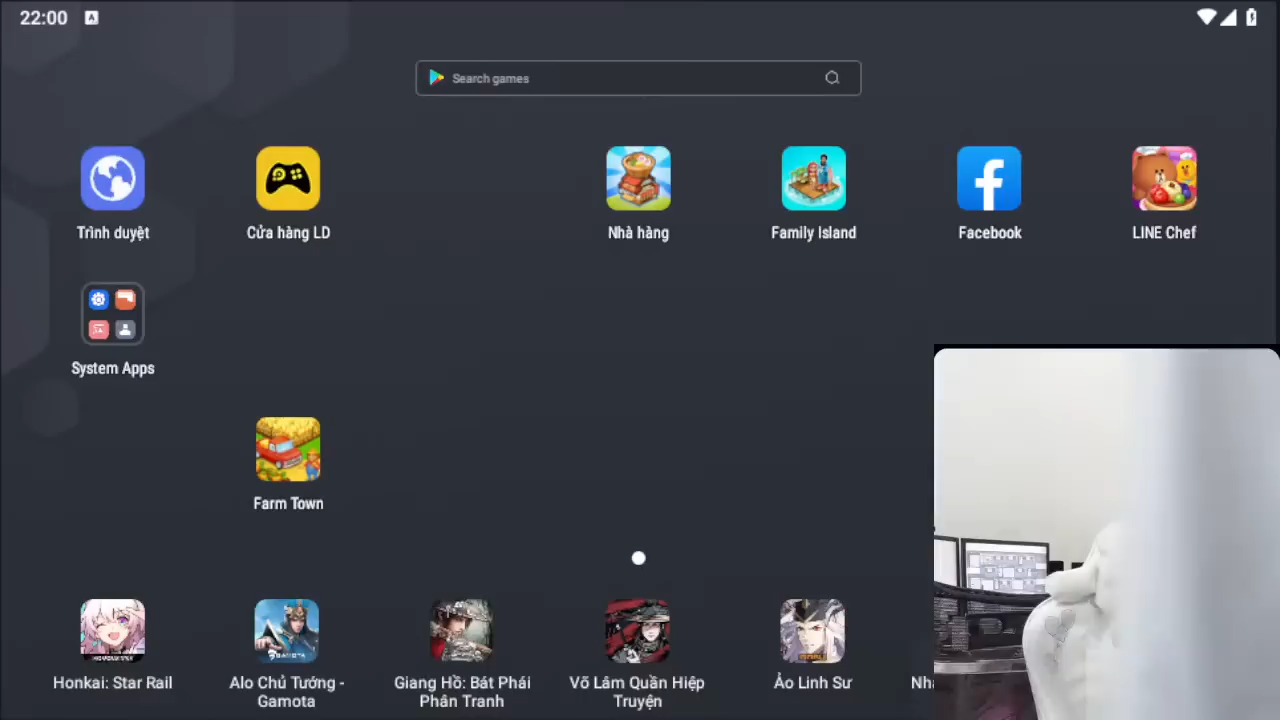 22:00
Search games
Trình duyệt
Cửa hàng LD
Nhà hàng
Family Island
Facebook
LINE Chef
System Apps
Farm Town
Honkai: Star Rail
Alo Chủ Tướng -
Gamota
Giang Hồ: Bát Phái
Phân Tranh
Võ Lâm Quần Hiệp
Truyện
Ảo Linh Sư